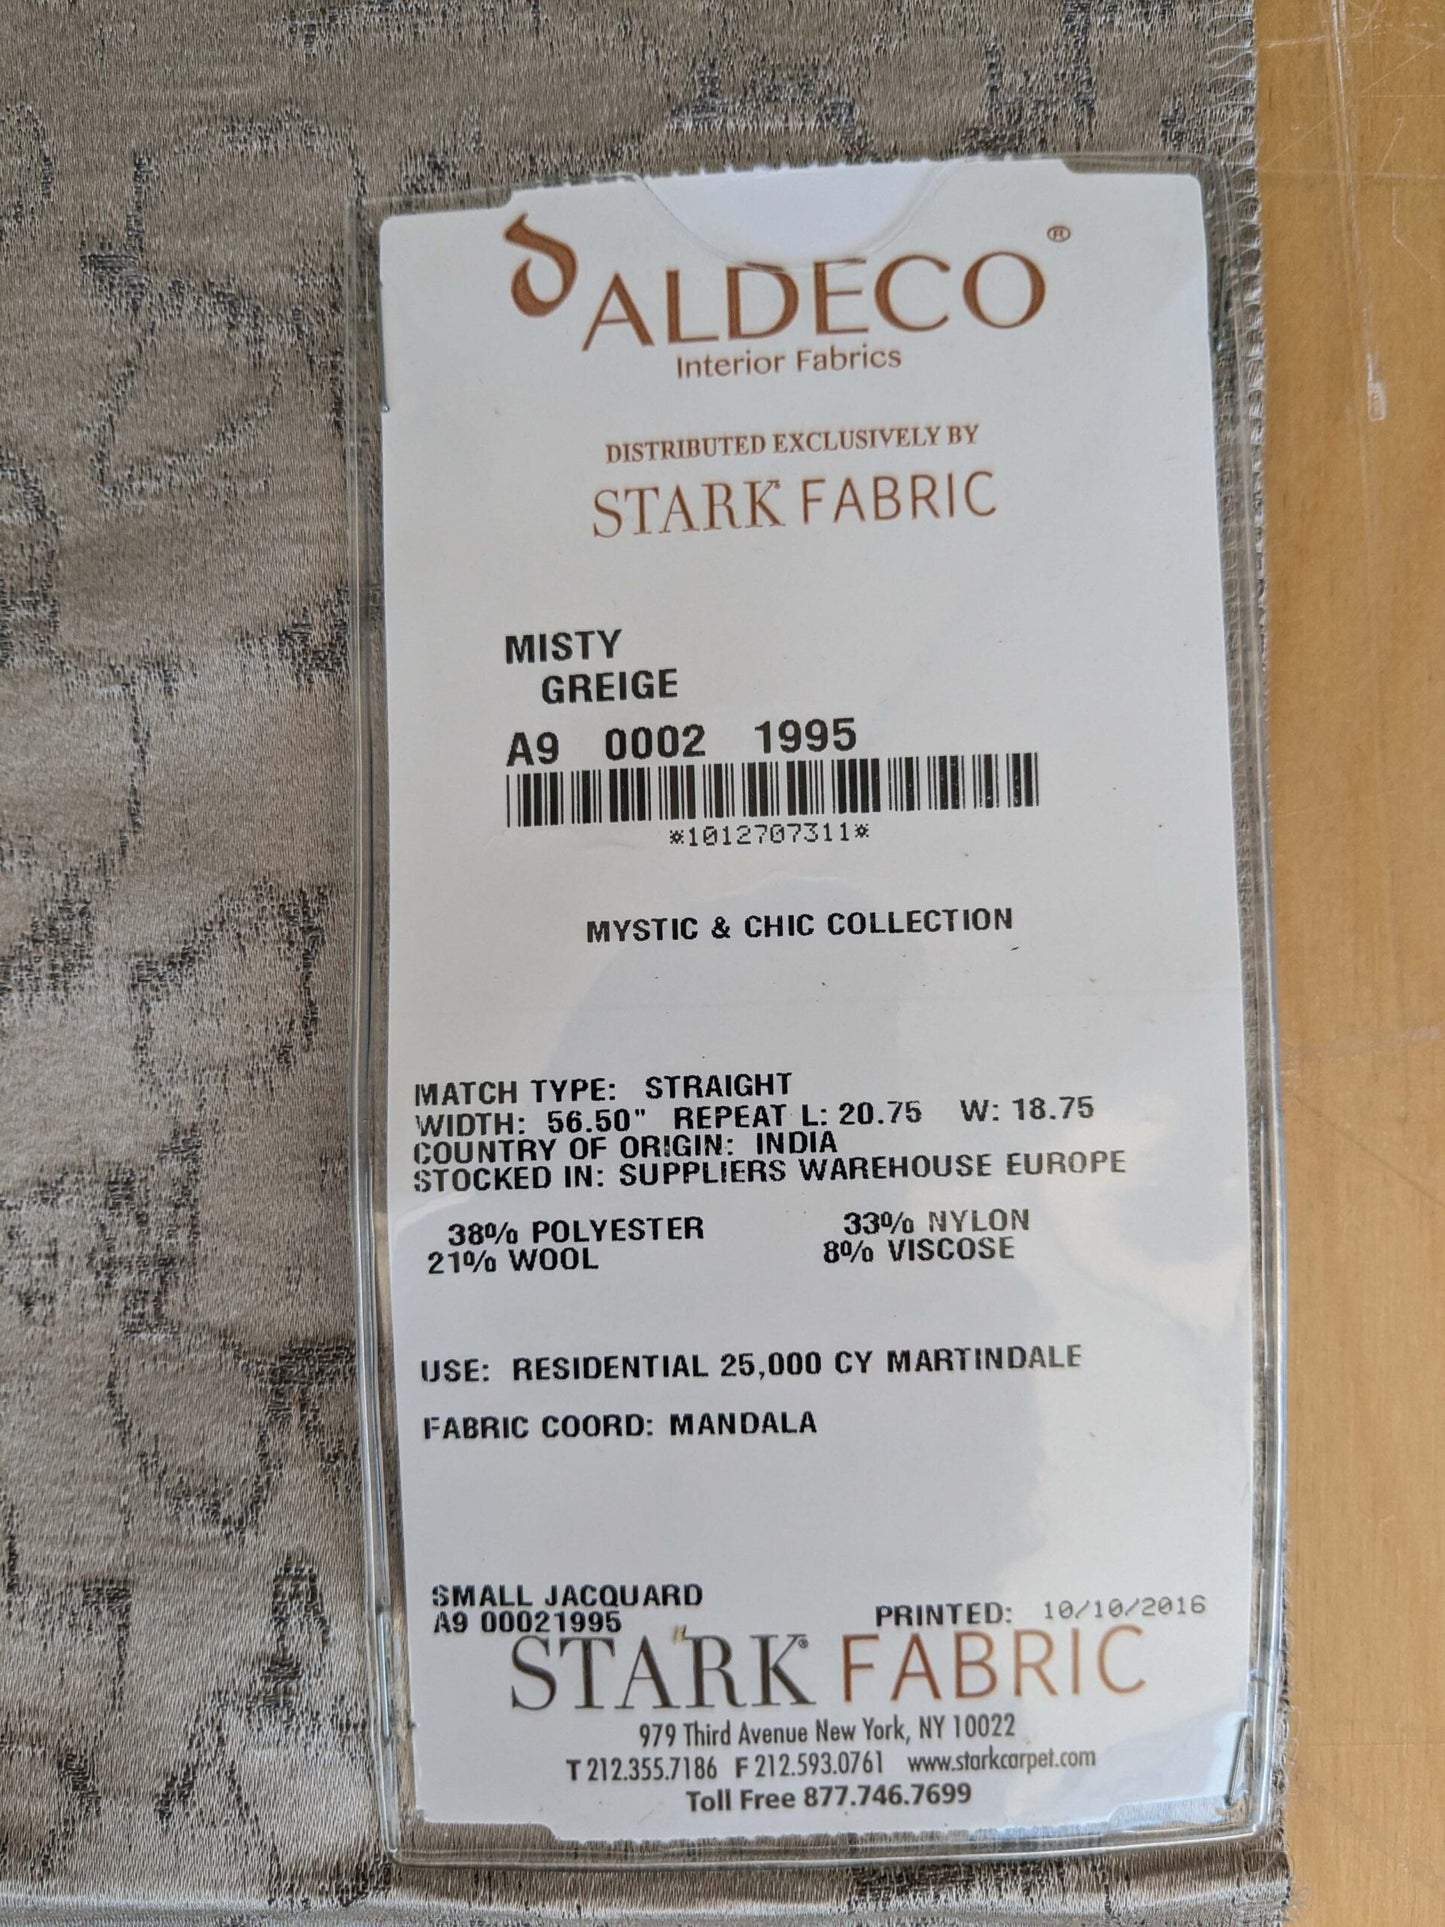 ALDECO®
Interior Fabrics
DISTRIBUTED EXCLUSIVELY BY
STARK FABRIC
MISTY
GREIGE
A9 0002 1995
*1012707311*
MYSTIC & CHIC COLLECTION
MATCH TYPE: STRAIGHT
WIDTH: 56.50" REPEAT L: 20.75 W: 18.75
COUNTRY OF ORIGIN: INDIA
STOCKED IN: SUPPLIERS WAREHOUSE EUROPE
38% POLYESTER 33% NYLON
21% WOOL 8% VISCOSE
USE: RESIDENTIAL 25,000 CY MARTINDALE
FABRIC COORD: MANDALA
SMALL JACQUARD
A9 00021995 PRINTED: 10/10/2016
STARK® FABRIC
979 Third Avenue New York, NY 10022
T 212.355.7186 F 212.593.0761 www.starkcarpet.com
Toll Free 877.746.7699